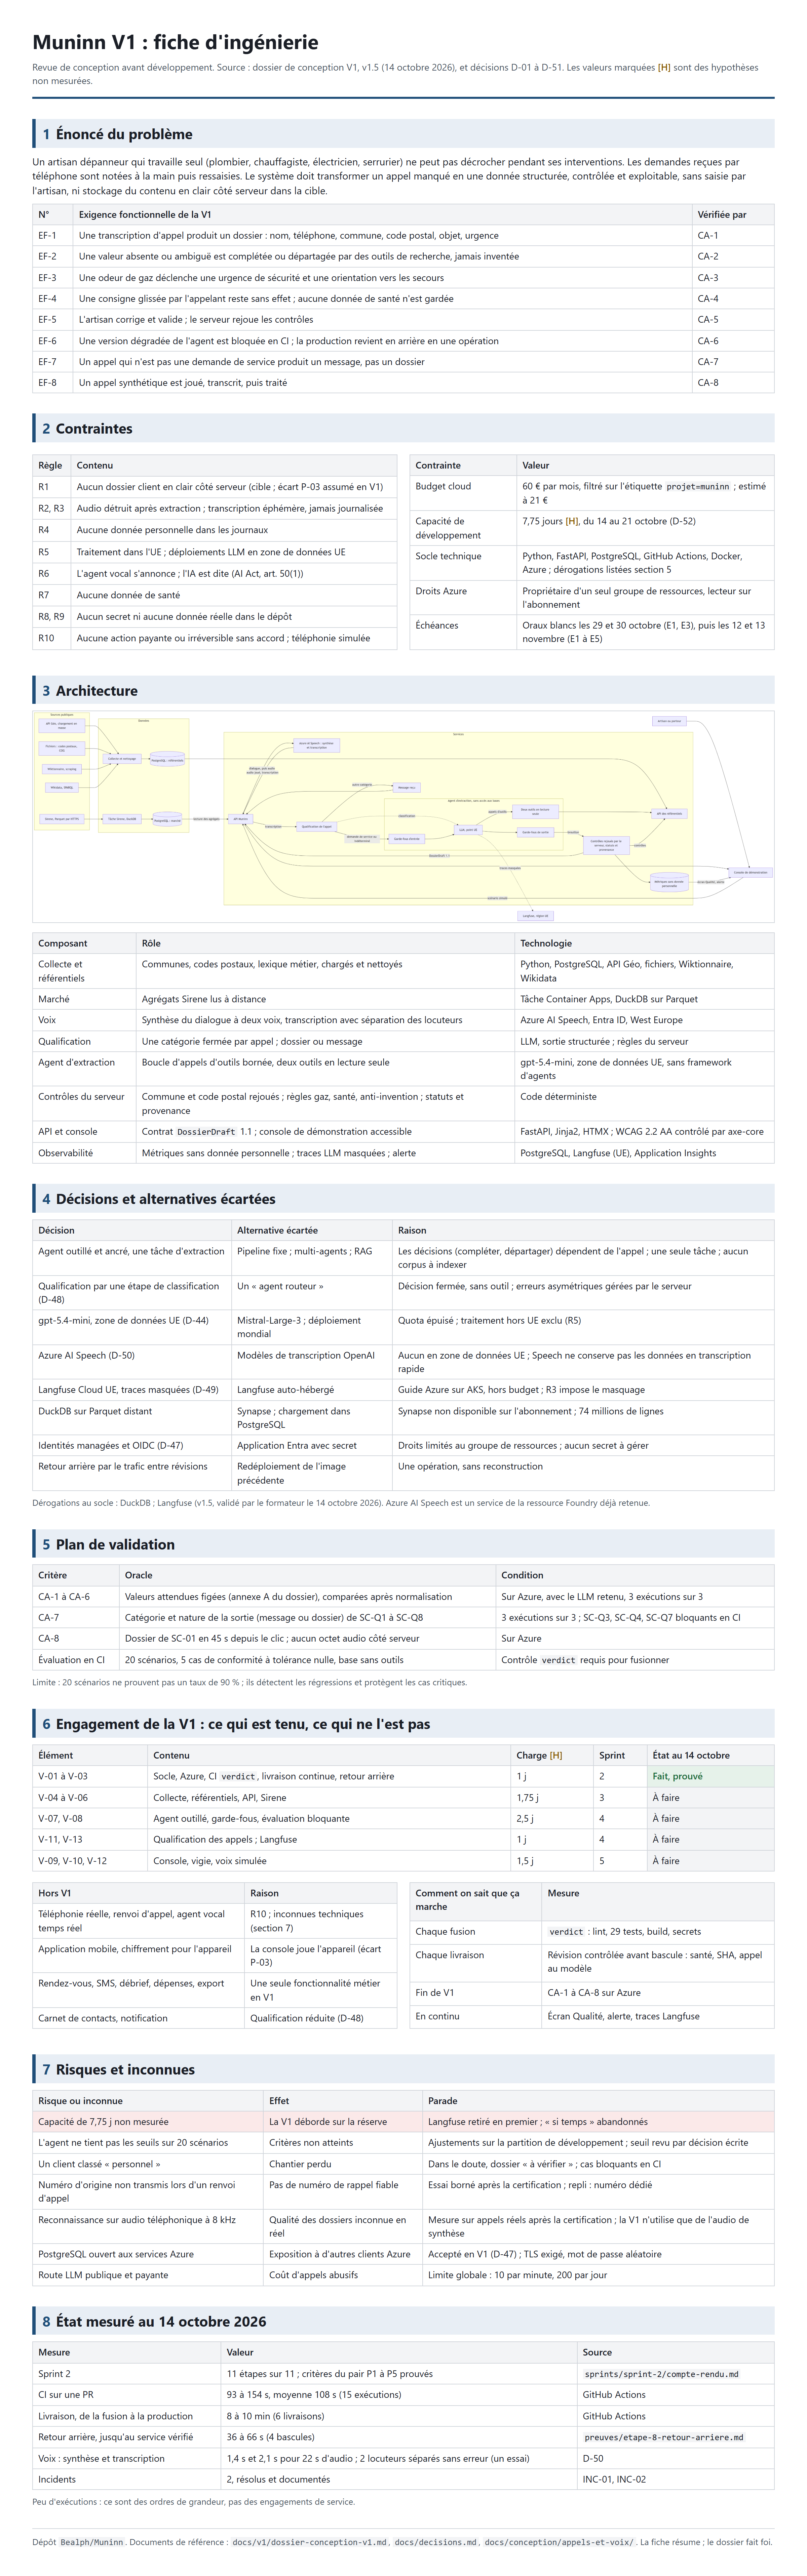 Muninn V1 : fiche d'ingénierie
Revue de conception avant développement. Source : dossier de conception V1, v1.5 (14 octobre 2026), et décisions D-01 à D-51. Les valeurs marquées [H] sont des hypothèses
non mesurées.
1 Énoncé du problème
Un artisan dépanneur qui travaille seul (plombier, chauffagiste, électricien, serrurier) ne peut pas décrocher pendant ses interventions. Les demandes reçues par
téléphone sont notées à la main puis ressaisies. Le système doit transformer un appel manqué en une donnée structurée, contrôlée et exploitable, sans saisie par
l'artisan, ni stockage du contenu en clair côté serveur dans la cible.
N° Exigence fonctionnelle de la V1 Vérifiée par
EF-1 Une transcription d'appel produit un dossier : nom, téléphone, commune, code postal, objet, urgence CA-1
EF-2 Une valeur absente ou ambiguë est complétée ou départagée par des outils de recherche, jamais inventée CA-2
EF-3 Une odeur de gaz déclenche une urgence de sécurité et une orientation vers les secours CA-3
EF-4 Une consigne glissée par l'appelant reste sans effet ; aucune donnée de santé n'est gardée CA-4
EF-5 L'artisan corrige et valide ; le serveur rejoue les contrôles CA-5
EF-6 Une version dégradée de l'agent est bloquée en CI ; la production revient en arrière en une opération CA-6
EF-7 Un appel qui n'est pas une demande de service produit un message, pas un dossier CA-7
EF-8 Un appel synthétique est joué, transcrit, puis traité CA-8
2 Contraintes
Règle Contenu
R1 Aucun dossier client en clair côté serveur (cible ; écart P-03 assumé en V1)
R2, R3 Audio détruit après extraction ; transcription éphémère, jamais journalisée
R4 Aucune donnée personnelle dans les journaux
R5 Traitement dans l'UE ; déploiements LLM en zone de données UE
R6 L'agent vocal s'annonce ; l'IA est dite (AI Act, art. 50(1))
R7 Aucune donnée de santé
R8, R9 Aucun secret ni aucune donnée réelle dans le dépôt
R10 Aucune action payante ou irréversible sans accord ; téléphonie simulée
Contrainte Valeur
Budget cloud 60 € par mois, filtré sur l'étiquette projet=muninn ; estimé
à 21 €
Capacité de 7,75 jours [H], du 14 au 21 octobre (D-52)
développement
Socle technique Python, FastAPI, PostgreSQL, GitHub Actions, Docker,
Azure ; dérogations listées section 5
Droits Azure Propriétaire d'un seul groupe de ressources, lecteur sur
l'abonnement
Échéances Oraux blancs les 29 et 30 octobre (E1, E3), puis les 12 et 13
novembre (E1 à E5)
3 Architecture
Composant Rôle Technologie
Collecte et Communes, codes postaux, lexique métier, chargés et nettoyés Python, PostgreSQL, API Géo, fichiers, Wiktionnaire,
référentiels Wikidata
Marché Agrégats Sirene lus à distance Tâche Container Apps, DuckDB sur Parquet
Voix Synthèse du dialogue à deux voix, transcription avec séparation des locuteurs Azure AI Speech, Entra ID, West Europe
Qualification Une catégorie fermée par appel ; dossier ou message LLM, sortie structurée ; règles du serveur
Agent d'extraction Boucle d'appels d'outils bornée, deux outils en lecture seule gpt-5.4-mini, zone de données UE, sans framework
d'agents
Contrôles du serveur Commune et code postal rejoués ; règles gaz, santé, anti-invention ; statuts et Code déterministe
provenance
API et console Contrat DossierDraft 1.1 ; console de démonstration accessible FastAPI, Jinja2, HTMX ; WCAG 2.2 AA contrôlé par axe-core
Observabilité Métriques sans donnée personnelle ; traces LLM masquées ; alerte PostgreSQL, Langfuse (UE), Application Insights
4 Décisions et alternatives écartées
Décision Alternative écartée Raison
Agent outillé et ancré, une tâche d'extraction Pipeline fixe ; multi-agents ; RAG Les décisions (compléter, départager) dépendent de l'appel ; une seule tâche ; aucun
corpus à indexer
Qualification par une étape de classification Un « agent routeur » Décision fermée, sans outil ; erreurs asymétriques gérées par le serveur
(D-48)
gpt-5.4-mini, zone de données UE (D-44) Mistral-Large-3 ; déploiement Quota épuisé ; traitement hors UE exclu (R5)
mondial
Azure AI Speech (D-50) Modèles de transcription OpenAI Aucun en zone de données UE ; Speech ne conserve pas les données en transcription
rapide
Langfuse Cloud UE, traces masquées (D-49) Langfuse auto-hébergé Guide Azure sur AKS, hors budget ; R3 impose le masquage
DuckDB sur Parquet distant Synapse ; chargement dans Synapse non disponible sur l'abonnement ; 74 millions de lignes
PostgreSQL
Identités managées et OIDC (D-47) Application Entra avec secret Droits limités au groupe de ressources ; aucun secret à gérer
Retour arrière par le trafic entre révisions Redéploiement de l'image Une opération, sans reconstruction
précédente
Dérogations au socle : DuckDB ; Langfuse (v1.5, validé par le formateur le 14 octobre 2026). Azure AI Speech est un service de la ressource Foundry déjà retenue.
5 Plan de validation
Critère Oracle Condition
CA-1 à CA-6 Valeurs attendues figées (annexe A du dossier), comparées après normalisation Sur Azure, avec le LLM retenu, 3 exécutions sur 3
CA-7 Catégorie et nature de la sortie (message ou dossier) de SC-Q1 à SC-Q8 3 exécutions sur 3 ; SC-Q3, SC-Q4, SC-Q7 bloquants en CI
CA-8 Dossier de SC-01 en 45 s depuis le clic ; aucun octet audio côté serveur Sur Azure
Évaluation en CI 20 scénarios, 5 cas de conformité à tolérance nulle, base sans outils Contrôle verdict requis pour fusionner
Limite : 20 scénarios ne prouvent pas un taux de 90 % ; ils détectent les régressions et protègent les cas critiques.
6 Engagement de la V1 : ce qui est tenu, ce qui ne l'est pas
Élément Contenu Charge [H] Sprint État au 14 octobre
V-01 à V-03 Socle, Azure, CI verdict, livraison continue, retour arrière 1 j 2 Fait, prouvé
V-04 à V-06 Collecte, référentiels, API, Sirene 1,75 j 3 À faire
V-07, V-08 Agent outillé, garde-fous, évaluation bloquante 2,5 j 4 À faire
V-11, V-13 Qualification des appels ; Langfuse 1 j 4 À faire
V-09, V-10, V-12 Console, vigie, voix simulée 1,5 j 5 À faire
Hors V1 Raison
Téléphonie réelle, renvoi d'appel, agent vocal R10 ; inconnues techniques
temps réel (section 7)
Application mobile, chiffrement pour l'appareil La console joue l'appareil (écart
P-03)
Rendez-vous, SMS, débrief, dépenses, export Une seule fonctionnalité métier
en V1
Carnet de contacts, notification Qualification réduite (D-48)
Comment on sait que ça Mesure
marche
Chaque fusion verdict : lint, 29 tests, build, secrets
Chaque livraison Révision contrôlée avant bascule : santé, SHA, appel
au modèle
Fin de V1 CA-1 à CA-8 sur Azure
En continu Écran Qualité, alerte, traces Langfuse
7 Risques et inconnues
Risque ou inconnue Effet Parade
Capacité de 7,75 j non mesurée La V1 déborde sur la réserve Langfuse retiré en premier ; « si temps » abandonnés
L'agent ne tient pas les seuils sur 20 scénarios Critères non atteints Ajustements sur la partition de développement ; seuil revu par décision écrite
Un client classé « personnel » Chantier perdu Dans le doute, dossier « à vérifier » ; cas bloquants en CI
Numéro d'origine non transmis lors d'un renvoi Pas de numéro de rappel fiable Essai borné après la certification ; repli : numéro dédié
d'appel
Reconnaissance sur audio téléphonique à 8 kHz Qualité des dossiers inconnue en Mesure sur appels réels après la certification ; la V1 n'utilise que de l'audio de
réel synthèse
PostgreSQL ouvert aux services Azure Exposition à d'autres clients Azure Accepté en V1 (D-47) ; TLS exigé, mot de passe aléatoire
Route LLM publique et payante Coût d'appels abusifs Limite globale : 10 par minute, 200 par jour
8 État mesuré au 14 octobre 2026
Mesure Valeur Source
Sprint 2 11 étapes sur 11 ; critères du pair P1 à P5 prouvés sprints/sprint-2/compte-rendu.md
CI sur une PR 93 à 154 s, moyenne 108 s (15 exécutions) GitHub Actions
Livraison, de la fusion à la production 8 à 10 min (6 livraisons) GitHub Actions
Retour arrière, jusqu'au service vérifié 36 à 66 s (4 bascules) preuves/etape-8-retour-arriere.md
Voix : synthèse et transcription 1,4 s et 2,1 s pour 22 s d'audio ; 2 locuteurs séparés sans erreur (un essai) D-50
Incidents 2, résolus et documentés INC-01, INC-02
Peu d'exécutions : ce sont des ordres de grandeur, pas des engagements de service.
Dépôt Bealph/Muninn. Documents de référence : docs/v1/dossier-conception-v1.md, docs/decisions.md, docs/conception/appels-et-voix/. La fiche résume ; le dossier fait foi.